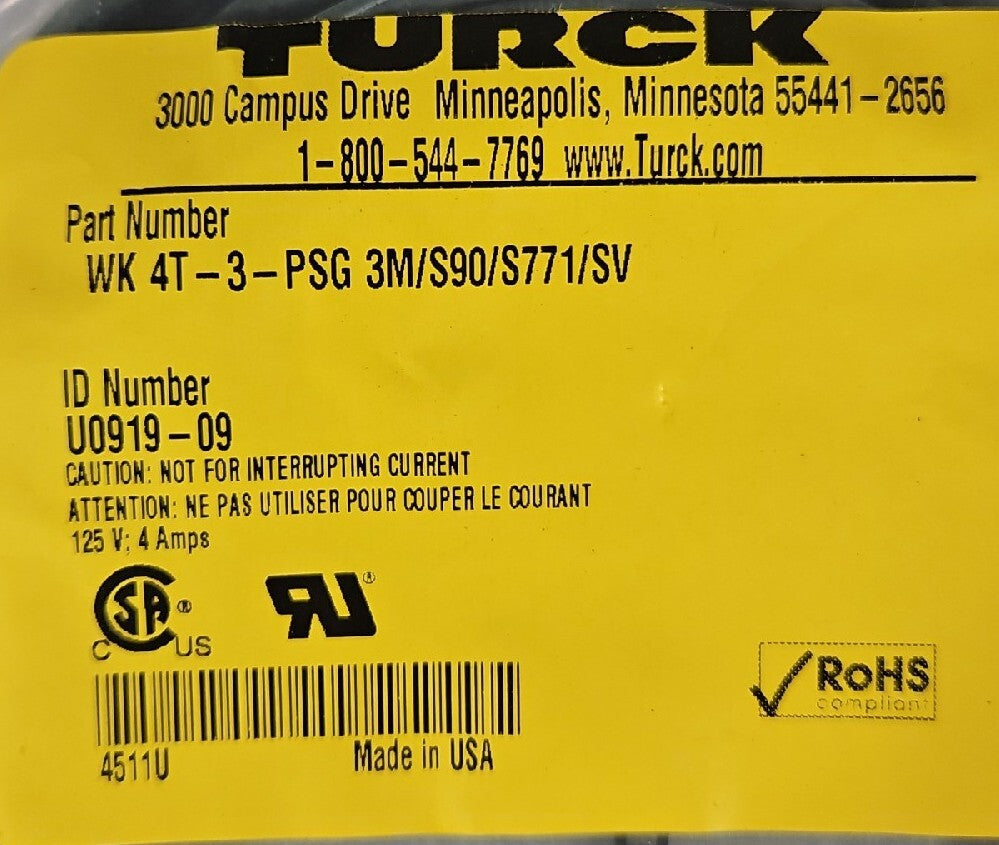 TURCK
3000 Campus Drive Minneapolis, Minnesota 55441-2656
1-800-544-7769 www.Turck.com
Part Number
WK 4T-3-PSG 3M/S90/S771/SV
ID Number
U0919-09
CAUTION: NOT FOR INTERRUPTING CURRENT
ATTENTION: NE PAS UTILISER POUR COUPER LE COURANT
125 V; 4 Amps
CSA®
C US
RU®
RoHS
compliant
4511U Made in USA